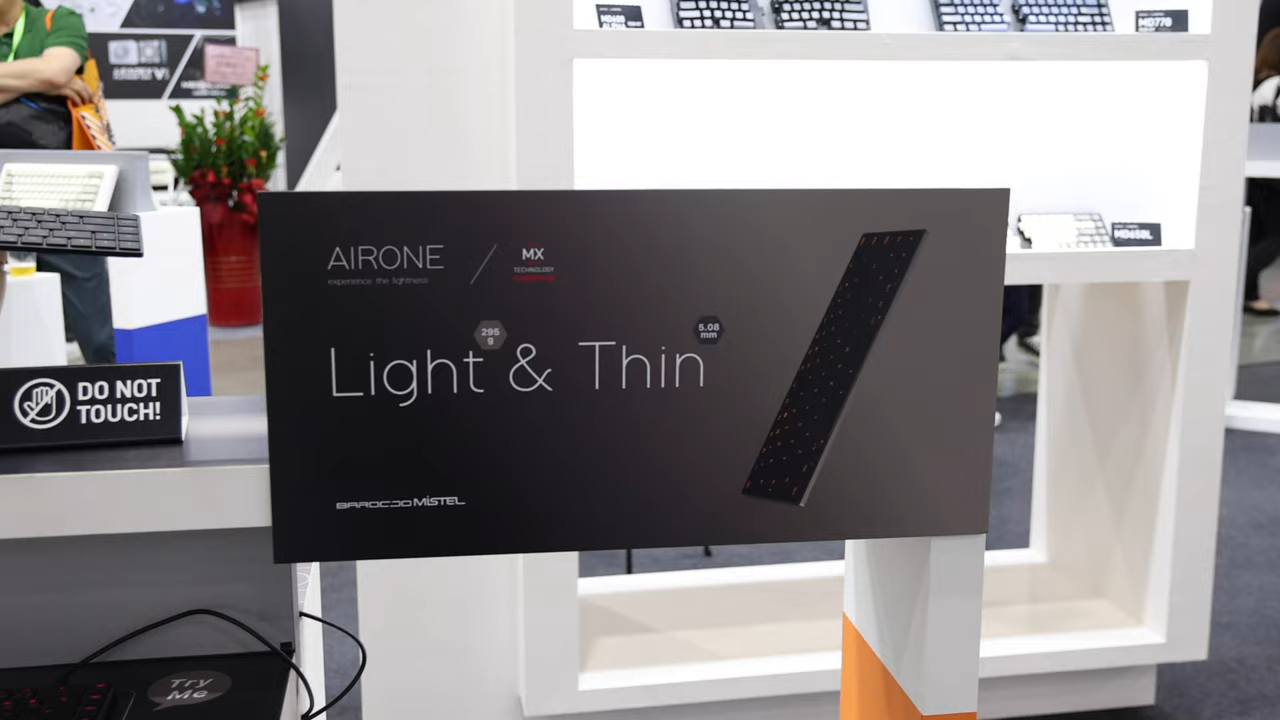 MD770
MD650L
AIRONE
experience the lightness
MX
TECHNOLOGY
295
g
5.08
mm
Light & Thin
BAROCCO MiSTEL
DO NOT
TOUCH!
Try
Me